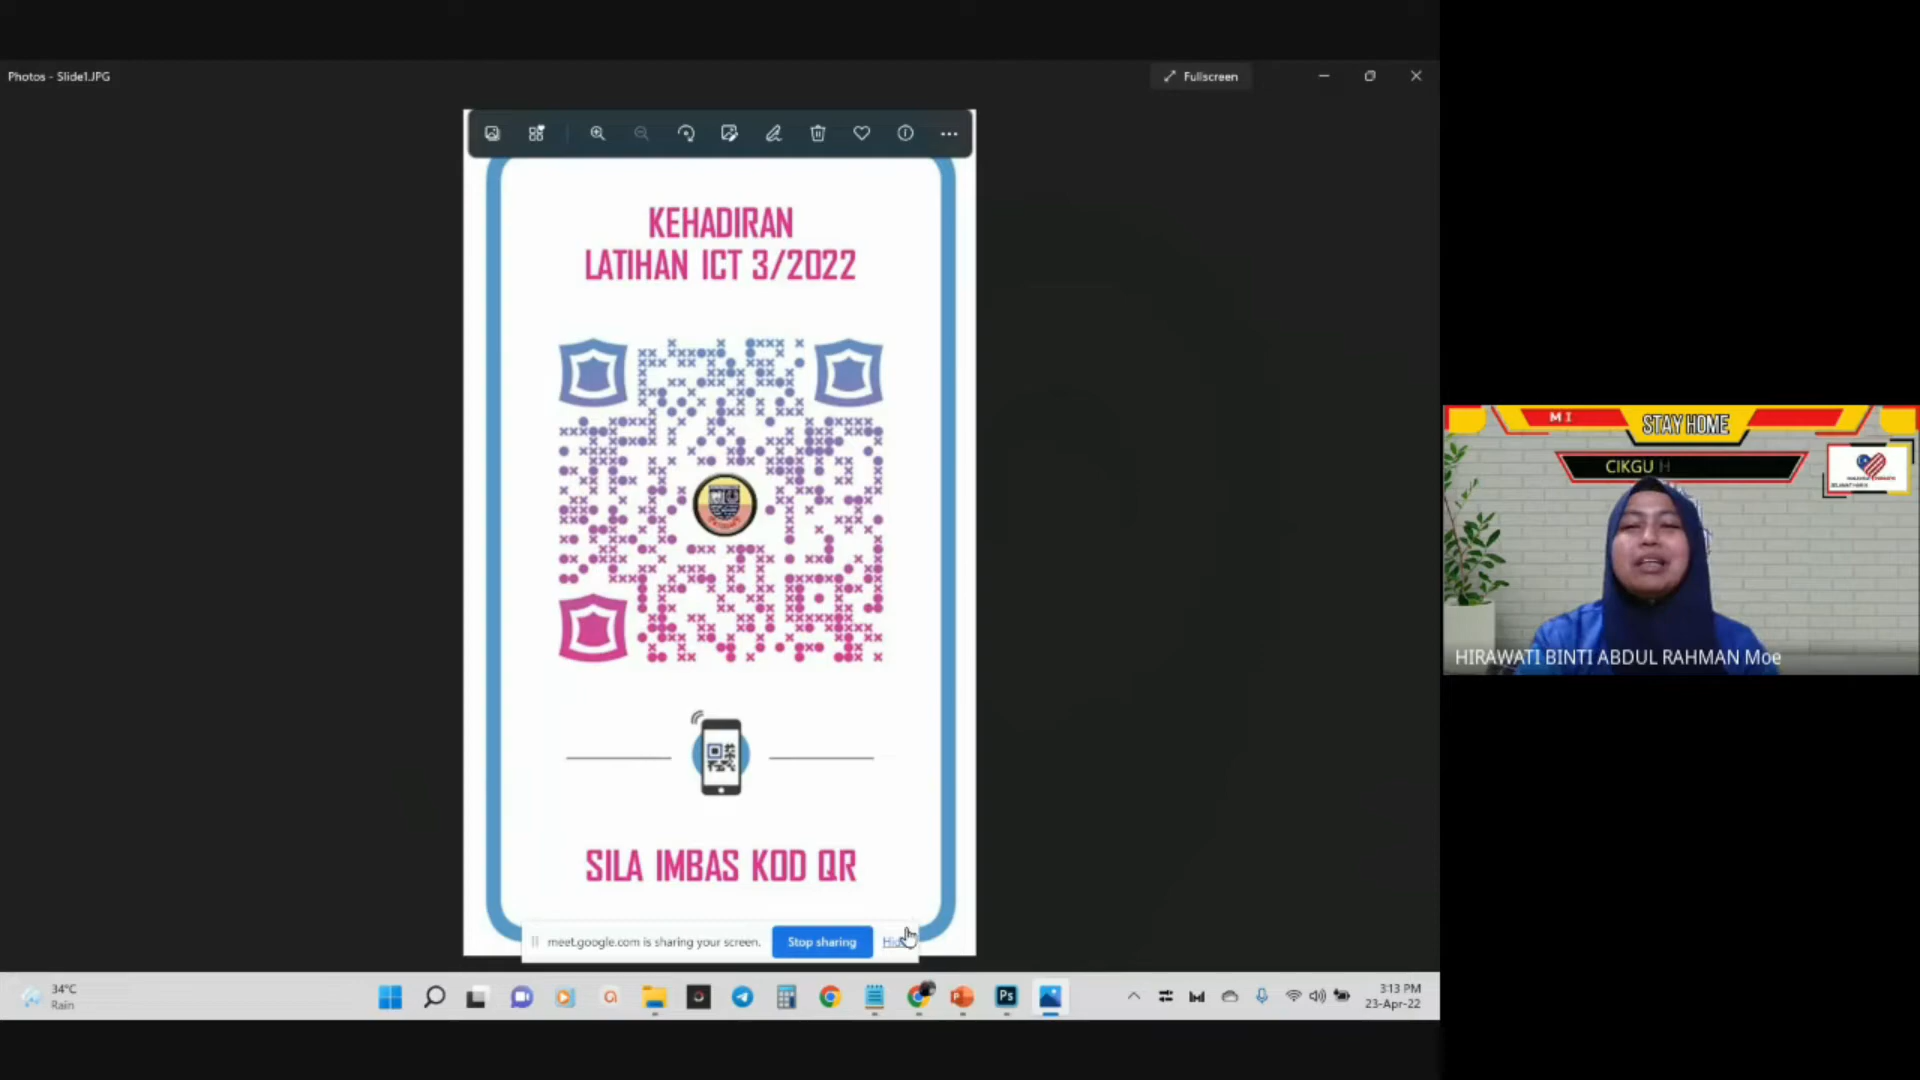 Photos - Slide1.JPG
Fullscreen
KEHADIRAN
LATIHAN ICT 3/2022
SILA IMBAS KOD QR
meet.google.com is sharing your screen.
Stop sharing
34°C
Rain
Ps
3:13 PM
23-Apr-22
M I
STAY HOME
CIKGU H
HIRAWATI BINTI ABDUL RAHMAN Moe